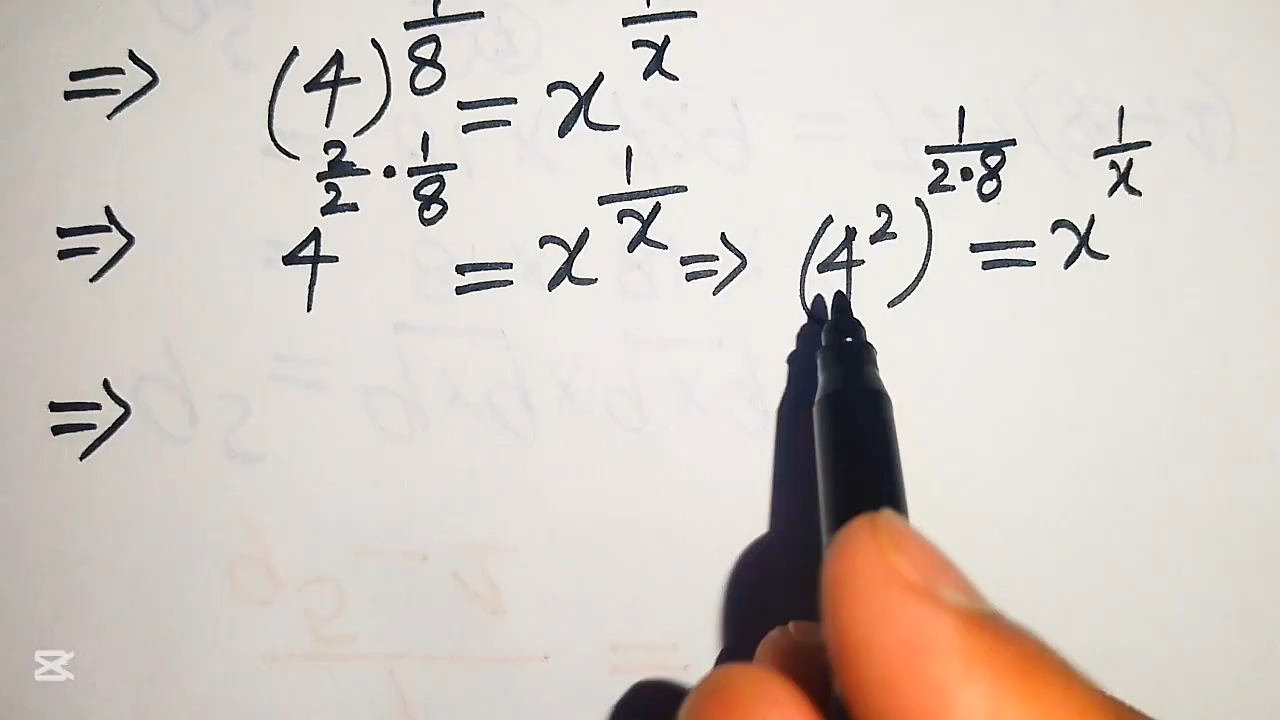 => (4)^(1/8) = x^(1/x)
=> 4^(2/2 · 1/8) = x^(1/x) => (4²)^(1/(2·8)) = x^(1/x)
=>